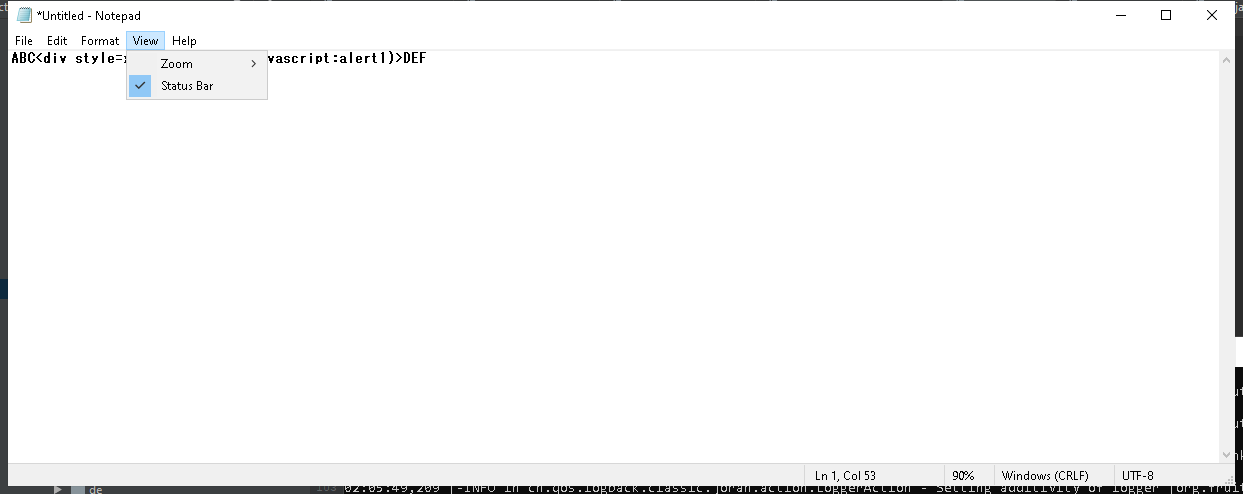 *Untitled - Notepad
File Edit Format View Help
ABC<div style=x vascript:alert1)>DEF
Zoom
Status Bar
Ln 1, Col 53 90% Windows (CRLF) UTF-8
de
02:05:49,209 |-INFO in ch.qos.logback.classic.joran.action.LoggerAction - Setting additivity of logger [org.fruit